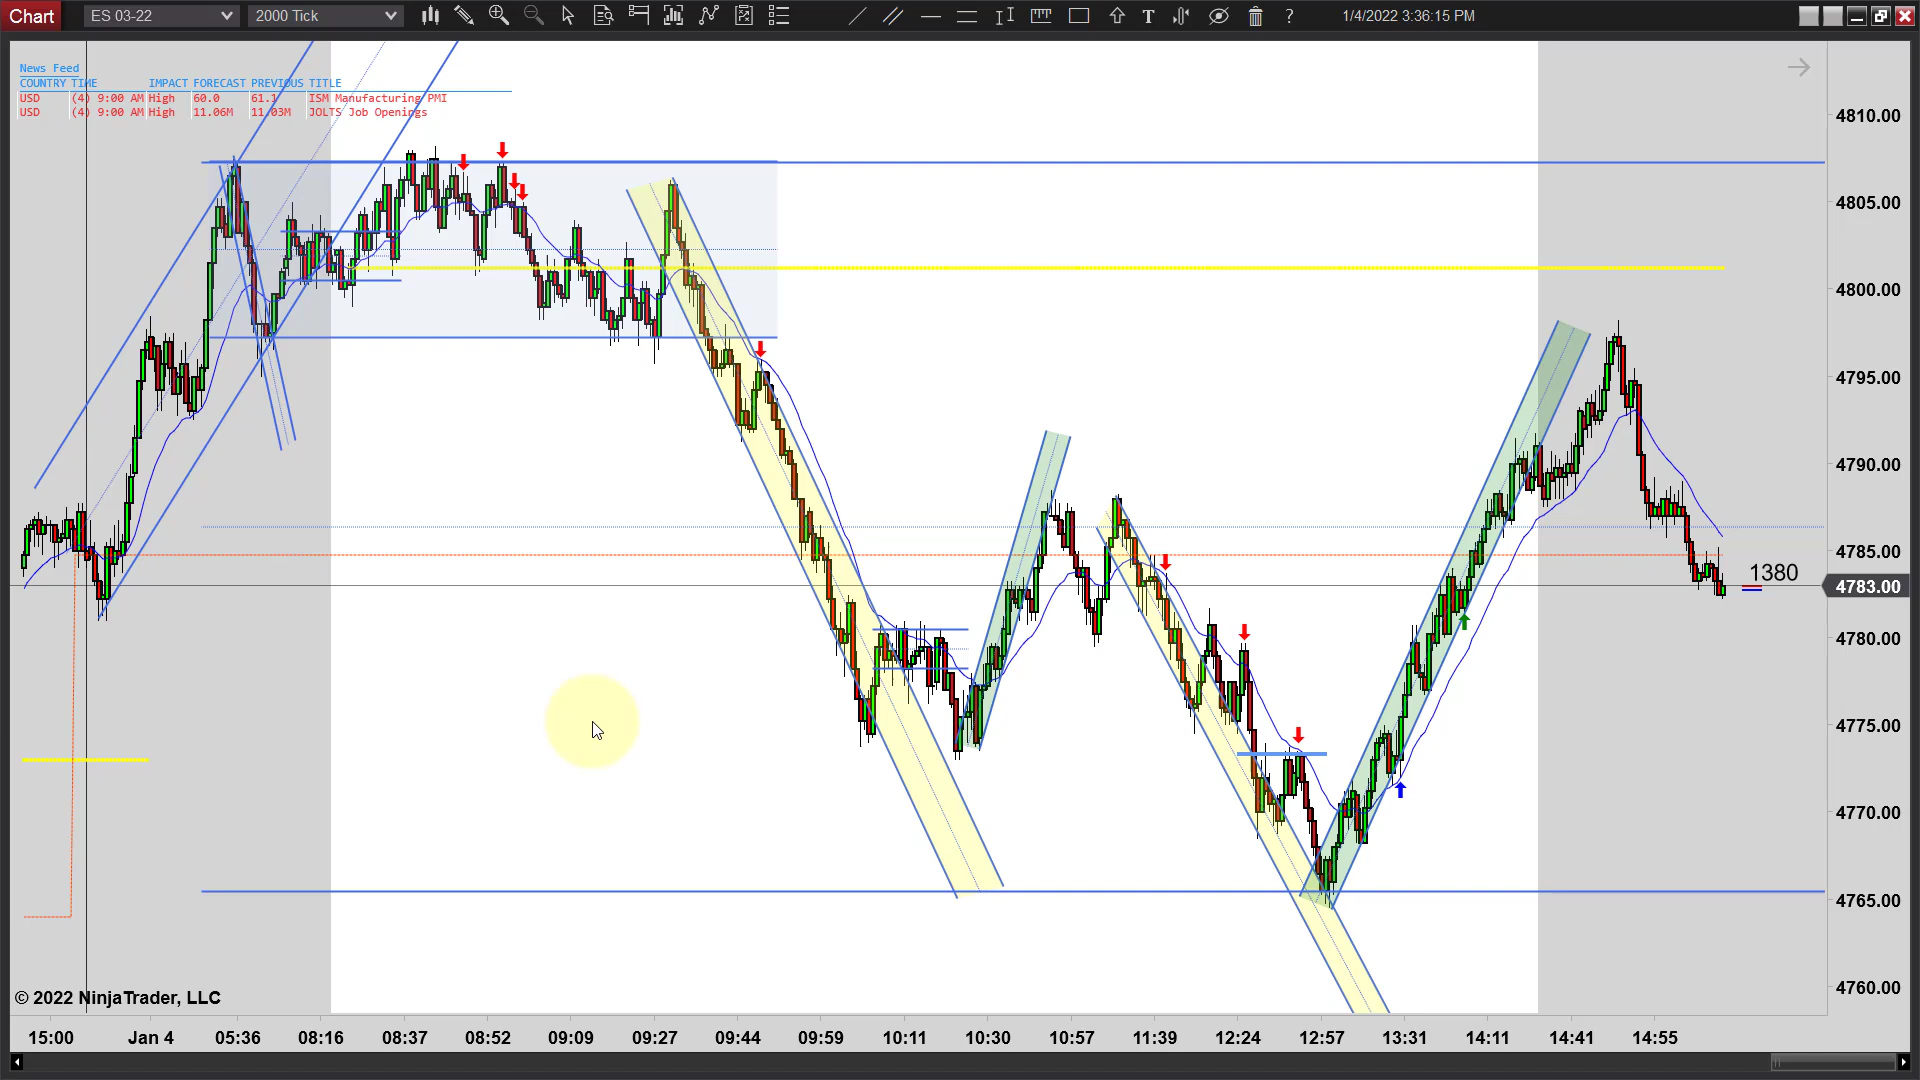 Chart ES 03-22 2000 Tick T ? 1/4/2022 3:36:15 PM
News Feed
COUNTRY TIME IMPACT FORECAST PREVIOUS TITLE
USD (4) 9:00 AM High 60.0 61.1 ISM Manufacturing PMI
USD (4) 9:00 AM High 11.06M 11.03M JOLTS Job Openings
4810.00
4805.00
4800.00
4795.00
4790.00
4785.00
1380
4783.00
4780.00
4775.00
4770.00
4765.00
4760.00
© 2022 NinjaTrader, LLC
15:00 Jan 4 05:36 08:16 08:37 08:52 09:09 09:27 09:44 09:59 10:11 10:30 10:57 11:39 12:24 12:57 13:31 14:11 14:41 14:55